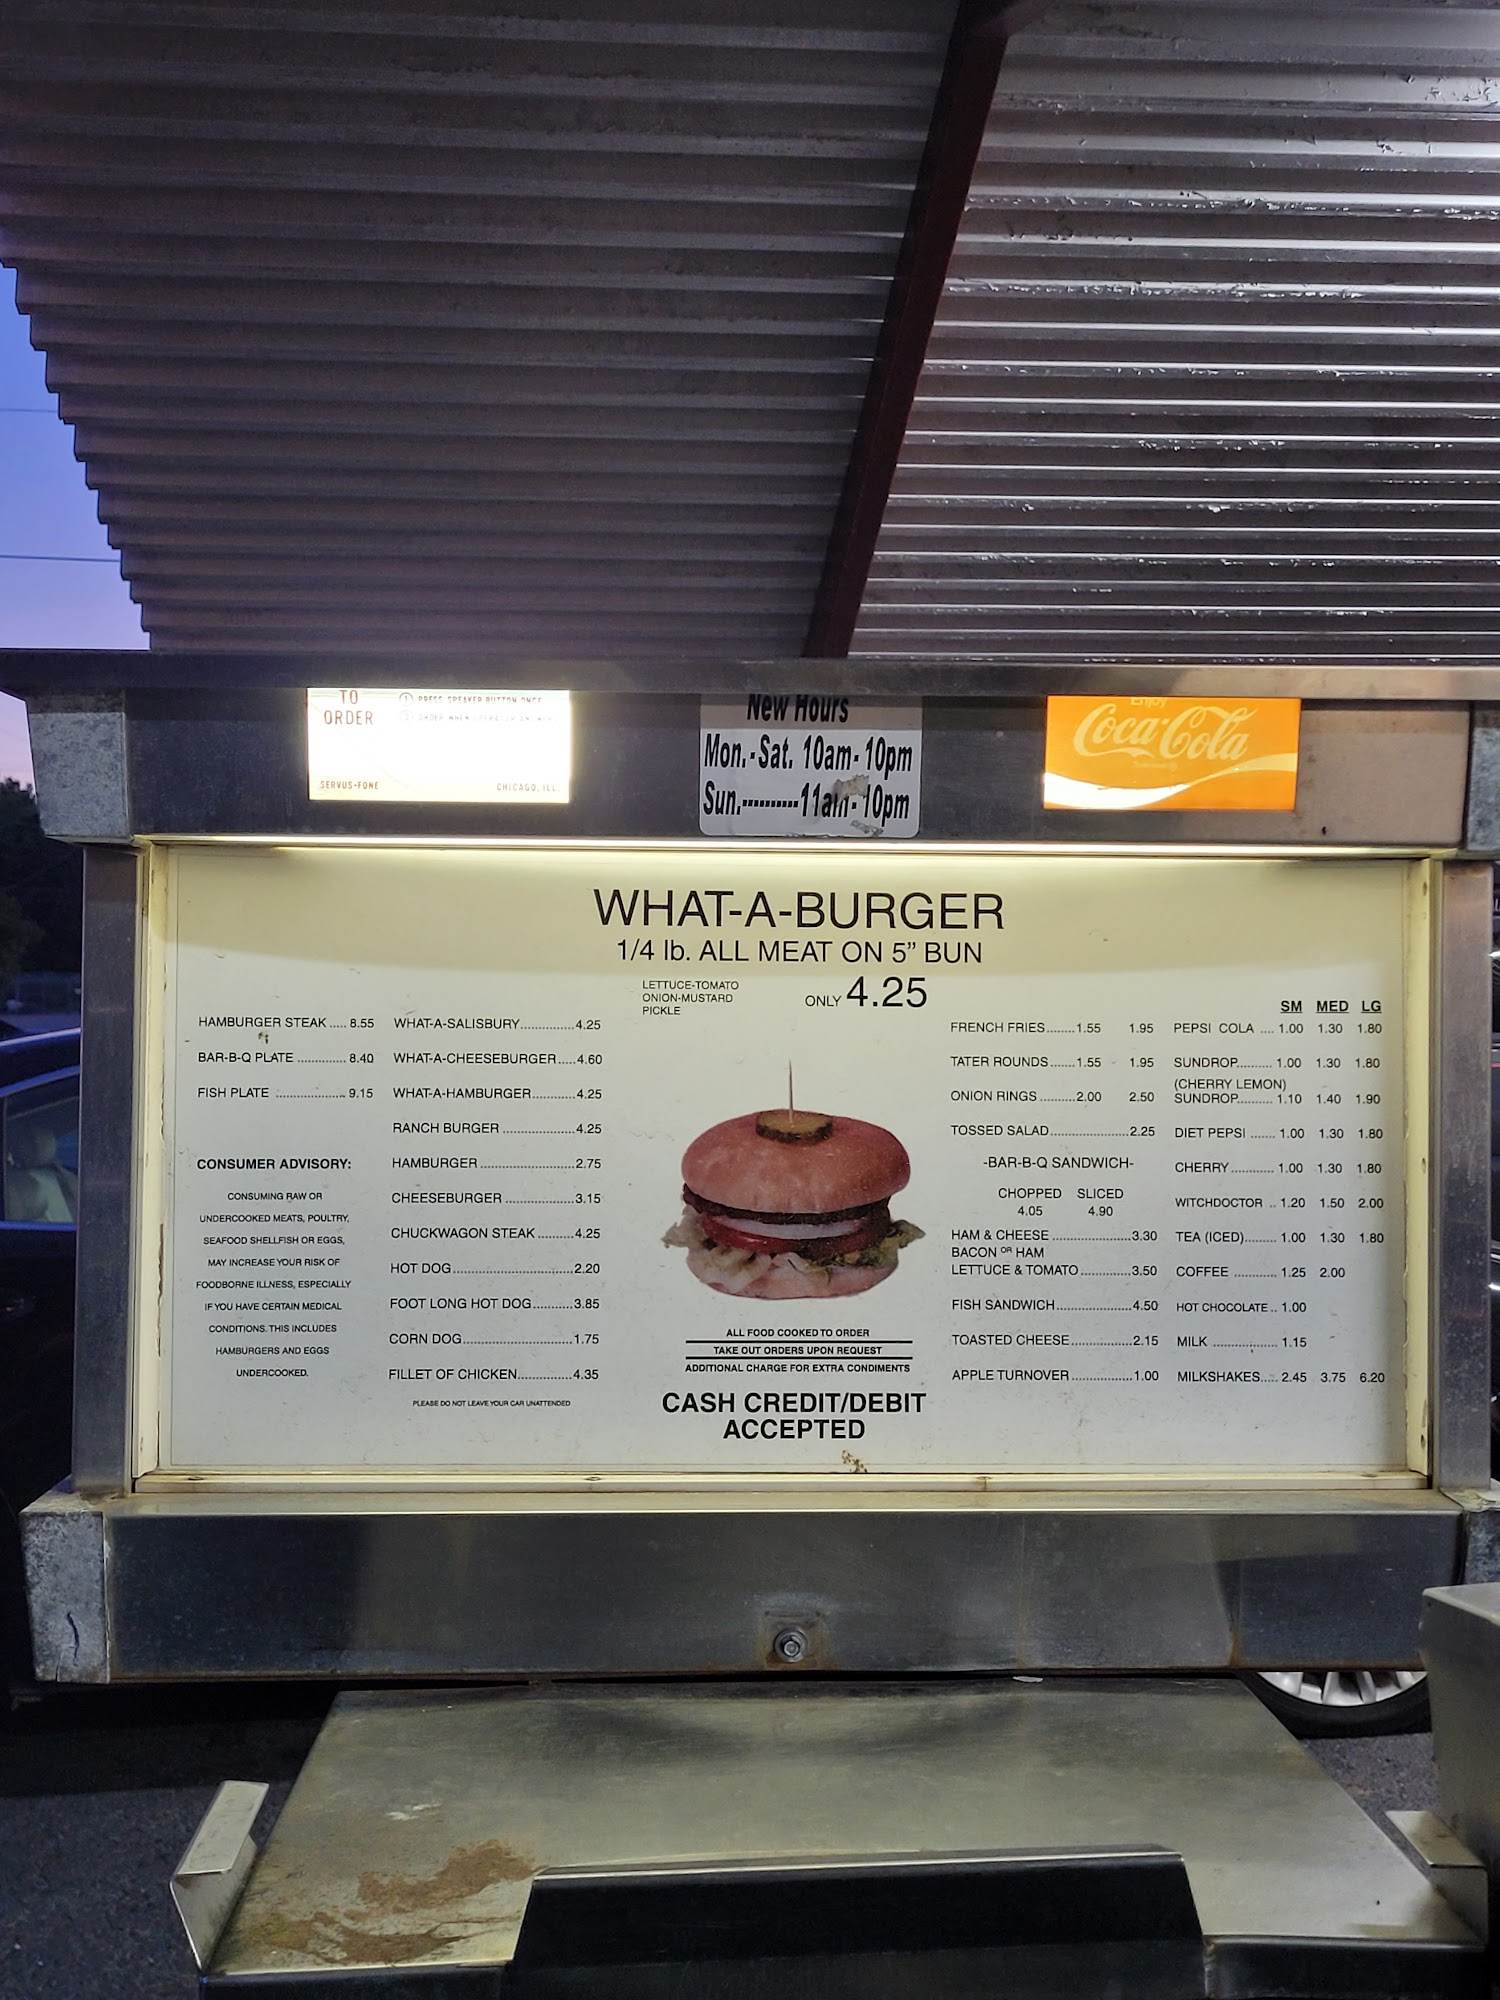 TO
ORDER
① PRESS SPEAKER BUTTON ONCE
② ORDER WHEN OPERATOR ANSWERS
SERVUS-FONE CHICAGO, ILL.
New Hours
Mon.-Sat. 10am-10pm
Sun.----------11am-10pm
Enjoy
Coca-Cola
WHAT-A-BURGER
1/4 lb. ALL MEAT ON 5” BUN
LETTUCE-TOMATO
ONION-MUSTARD
PICKLE
ONLY 4.25
HAMBURGER STEAK ..... 8.55
BAR-B-Q PLATE .............. 8.40
FISH PLATE .................... 9.15
CONSUMER ADVISORY:
CONSUMING RAW OR
UNDERCOOKED MEATS, POULTRY,
SEAFOOD SHELLFISH OR EGGS,
MAY INCREASE YOUR RISK OF
FOODBORNE ILLNESS, ESPECIALLY
IF YOU HAVE CERTAIN MEDICAL
CONDITIONS. THIS INCLUDES
HAMBURGERS AND EGGS
UNDERCOOKED.
WHAT-A-SALISBURY...............4.25
WHAT-A-CHEESEBURGER.....4.60
WHAT-A-HAMBURGER............4.25
RANCH BURGER ....................4.25
HAMBURGER ..........................2.75
CHEESEBURGER ...................3.15
CHUCKWAGON STEAK ..........4.25
HOT DOG.................................2.20
FOOT LONG HOT DOG...........3.85
CORN DOG..............................1.75
FILLET OF CHICKEN...............4.35
PLEASE DO NOT LEAVE YOUR CAR UNATTENDED
ALL FOOD COOKED TO ORDER
TAKE OUT ORDERS UPON REQUEST
ADDITIONAL CHARGE FOR EXTRA CONDIMENTS
CASH CREDIT/DEBIT
ACCEPTED
FRENCH FRIES........1.55 1.95
TATER ROUNDS.......1.55 1.95
ONION RINGS ..........2.00 2.50
TOSSED SALAD.......................2.25
-BAR-B-Q SANDWICH-
CHOPPED SLICED
4.05 4.90
HAM & CHEESE ......................3.30
BACON OR HAM
LETTUCE & TOMATO..............3.50
FISH SANDWICH.....................4.50
TOASTED CHEESE.................2.15
APPLE TURNOVER .................1.00
SM MED LG
PEPSI COLA .... 1.00 1.30 1.80
SUNDROP.......... 1.00 1.30 1.80
(CHERRY LEMON)
SUNDROP.......... 1.10 1.40 1.90
DIET PEPSI ....... 1.00 1.30 1.80
CHERRY............ 1.00 1.30 1.80
WITCHDOCTOR .. 1.20 1.50 2.00
TEA (ICED)......... 1.00 1.30 1.80
COFFEE ............ 1.25 2.00
HOT CHOCOLATE .. 1.00
MILK .................. 1.15
MILKSHAKES..... 2.45 3.75 6.20